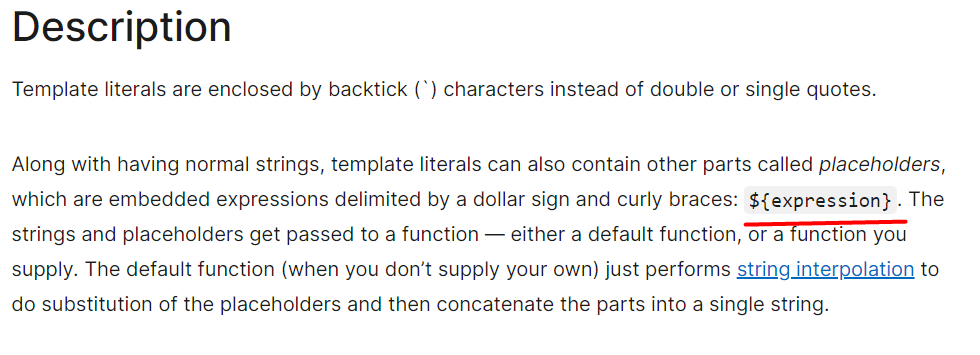 Description
Template literals are enclosed by backtick (`) characters instead of double or single quotes.
Along with having normal strings, template literals can also contain other parts called placeholders,
which are embedded expressions delimited by a dollar sign and curly braces: ${expression}. The
strings and placeholders get passed to a function — either a default function, or a function you
supply. The default function (when you don’t supply your own) just performs string interpolation to
do substitution of the placeholders and then concatenate the parts into a single string.